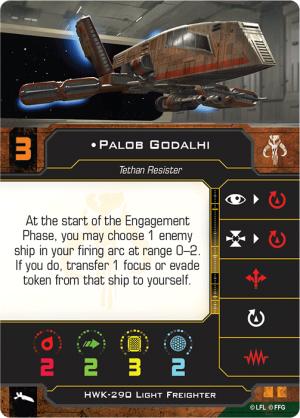 3
•Palob Godalhi
Tethan Resister
At the start of the Engagement
Phase, you may choose 1 enemy
ship in your firing arc at range 0–2.
If you do, transfer 1 focus or evade
token from that ship to yourself.
2 2 3 2
HWK-290 Light Freighter
©LFL ©FFG